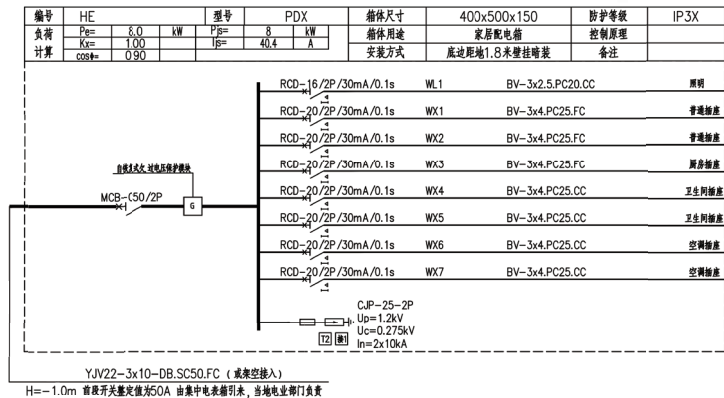 编号 HE 型号 PDX 箱体尺寸 400x500x150 防护等级 IP3X
负荷计算 Pe= 8.0 kW Pjs= 8 kW 箱体用途 家居配电箱 控制原理
Kx= 1.00 Ijs= 40.4 A 安装方式 底边距地1.8米壁挂暗装 备注
cosΦ= 0.90
RCD-16/2P/30mA/0.1s WL1 BV-3x2.5.PC20.CC 照明
RCD-20/2P/30mA/0.1s WX1 BV-3x4.PC25.FC 普通插座
RCD-20/2P/30mA/0.1s WX2 BV-3x4.PC25.FC 普通插座
自恢复式欠.过电压保护模块
RCD-20/2P/30mA/0.1s WX3 BV-3x4.PC25.FC 厨房插座
MCB-C50/2P
G
RCD-20/2P/30mA/0.1s WX4 BV-3x4.PC25.CC 卫生间插座
RCD-20/2P/30mA/0.1s WX5 BV-3x4.PC25.CC 卫生间插座
RCD-20/2P/30mA/0.1s WX6 BV-3x4.PC25.CC 空调插座
RCD-20/2P/30mA/0.1s WX7 BV-3x4.PC25.CC 空调插座
CJP-25-2P
Up=1.2kV
Uc=0.275kV
T2
In=2x10kA
YJV22-3x10-DB.SC50.FC (或架空接入)
H=-1.0m 首段开关整定值为50A 由集中电表箱引来, 当地电业部门负责